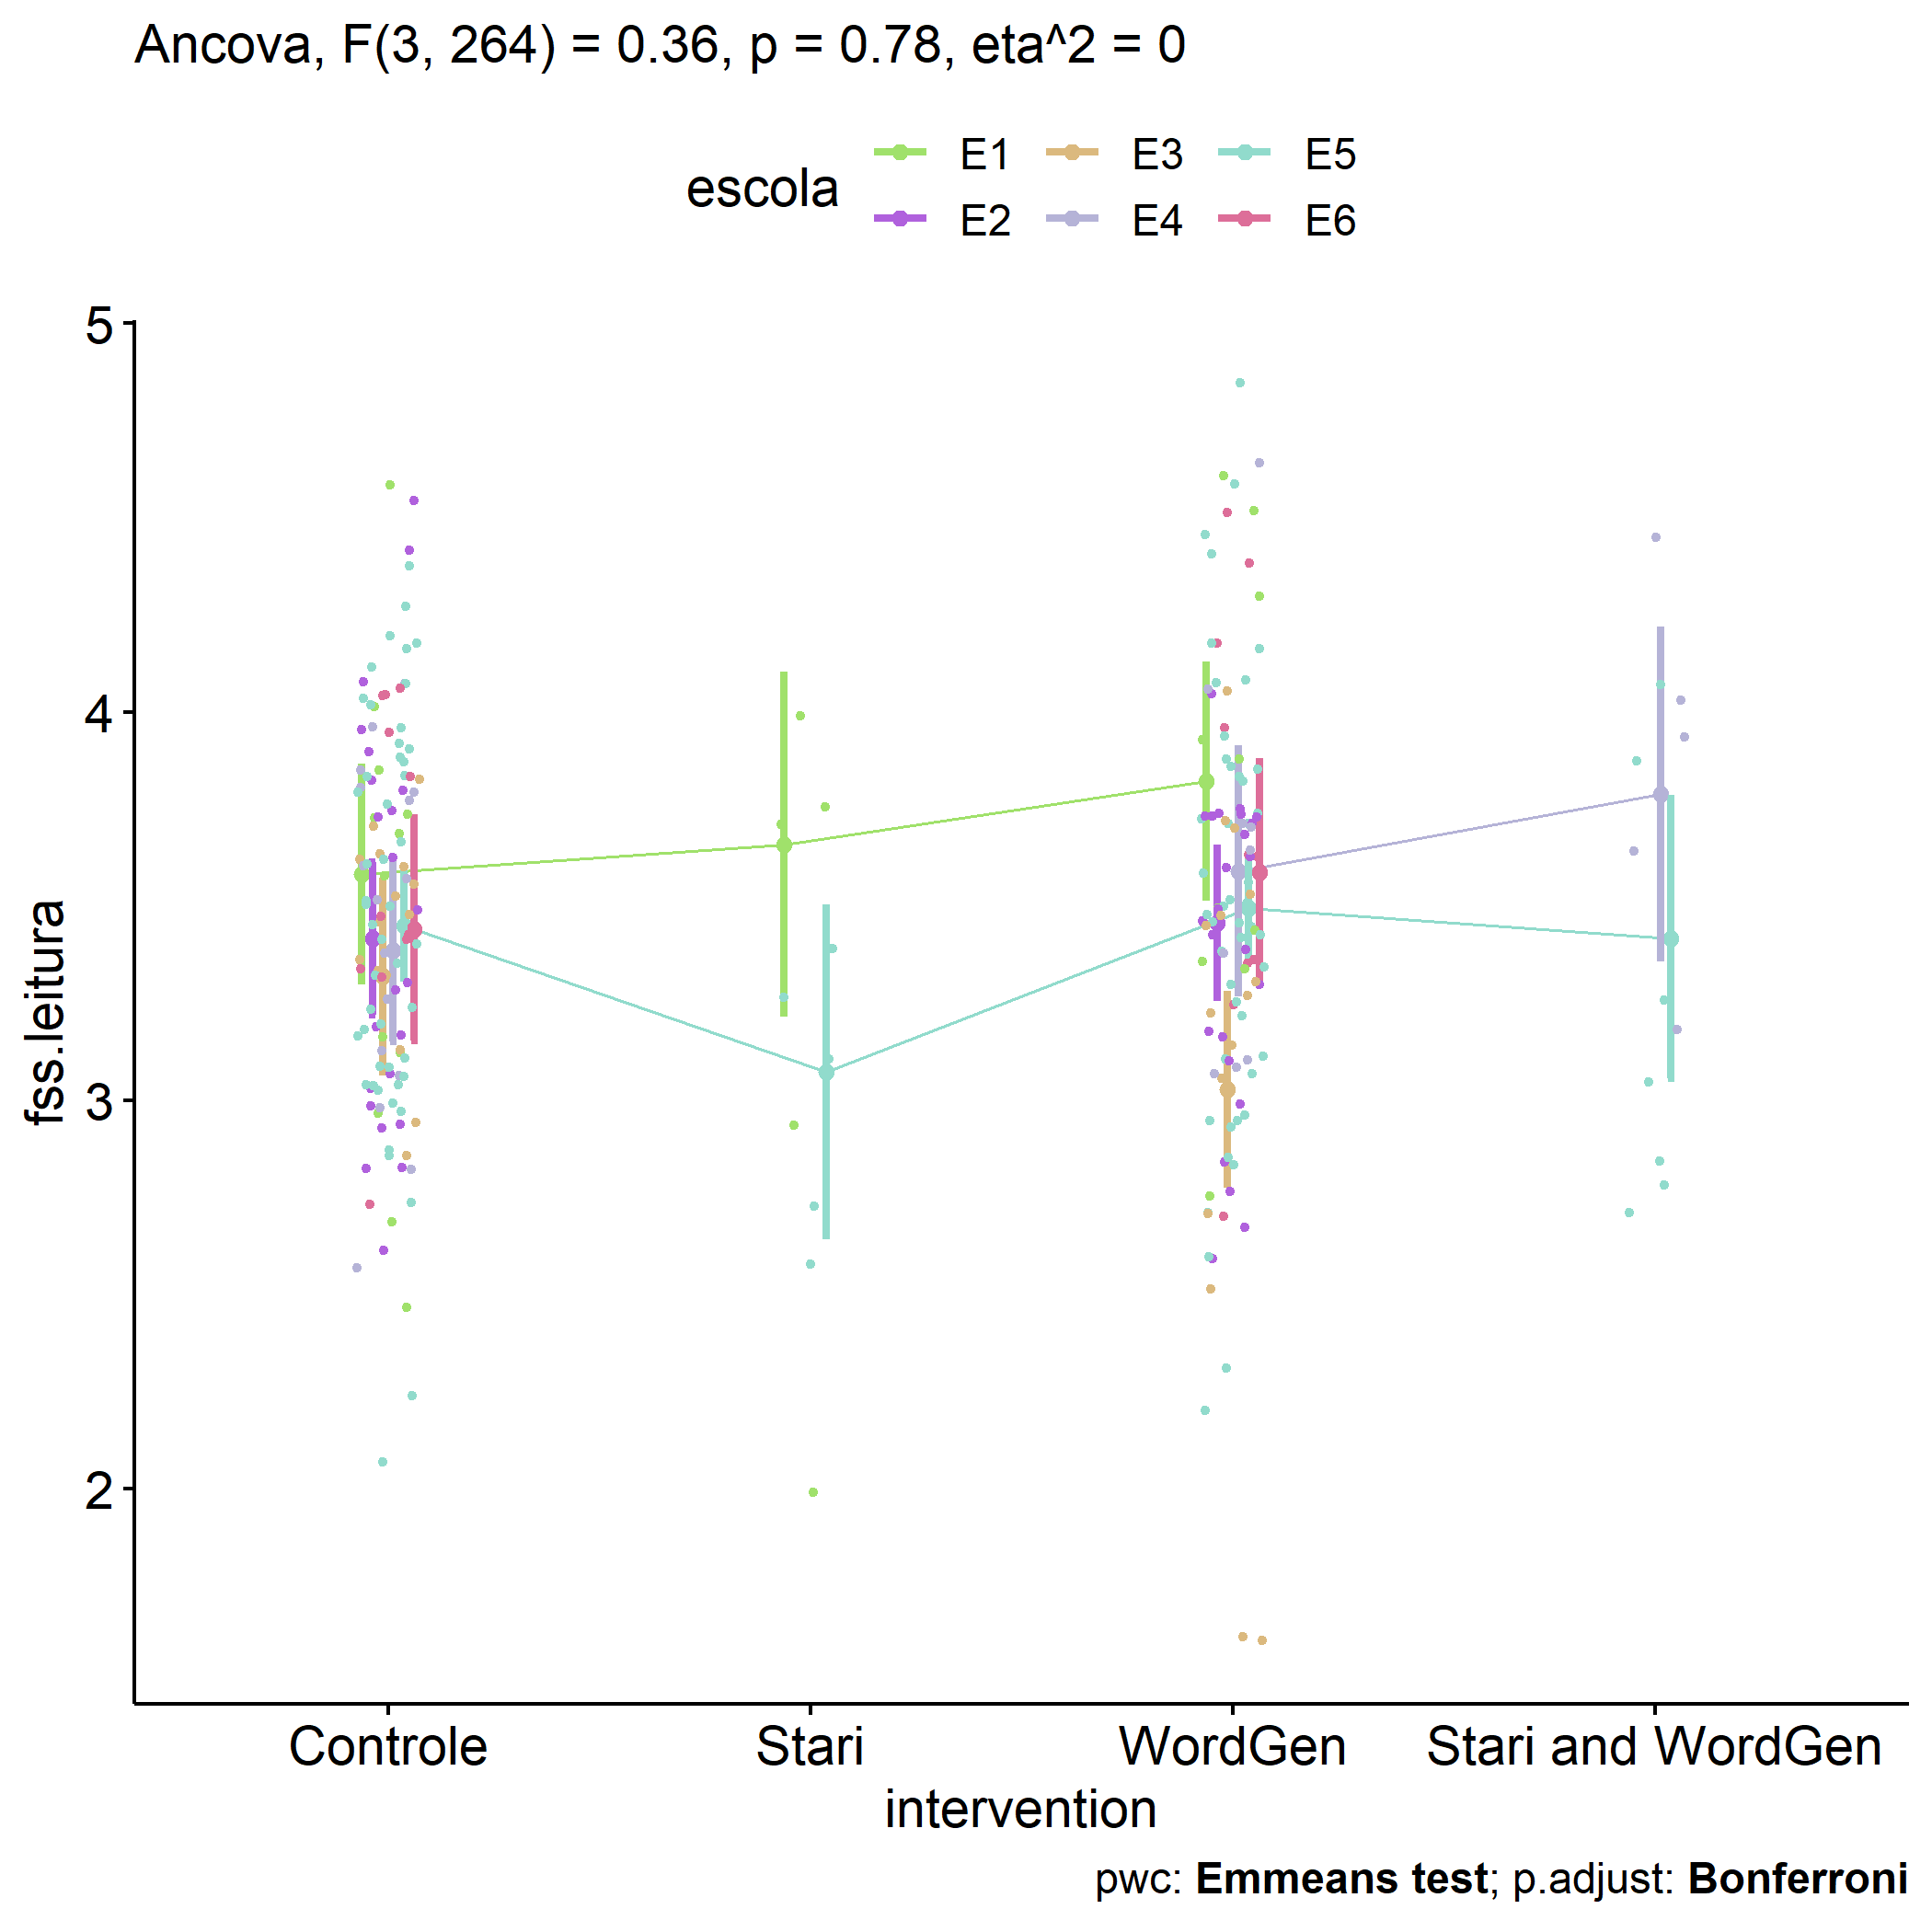 Ancova, F(3, 264) = 0.36, p = 0.78, eta^2 = 0
escola
E1 E3 E5
E2 E4 E6
5
4
3
2
fss.leitura
Controle Stari WordGen Stari and WordGen
intervention
pwc: Emmeans test; p.adjust: Bonferroni